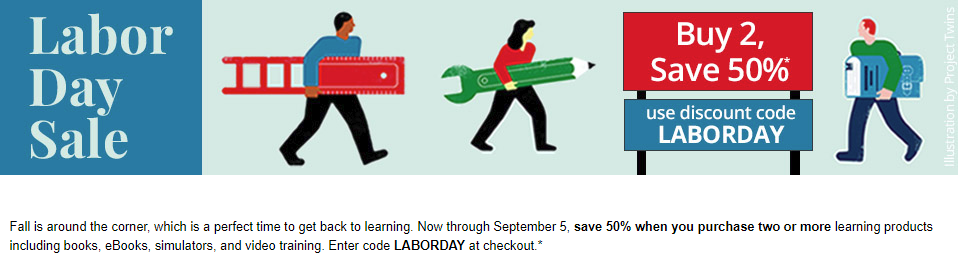 Labor
Day
Sale
Buy 2,
Save 50%*
use discount code
LABORDAY
Illustration by Project Twins
Fall is around the corner, which is a perfect time to get back to learning. Now through September 5, save 50% when you purchase two or more learning products
including books, eBooks, simulators, and video training. Enter code LABORDAY at checkout.*